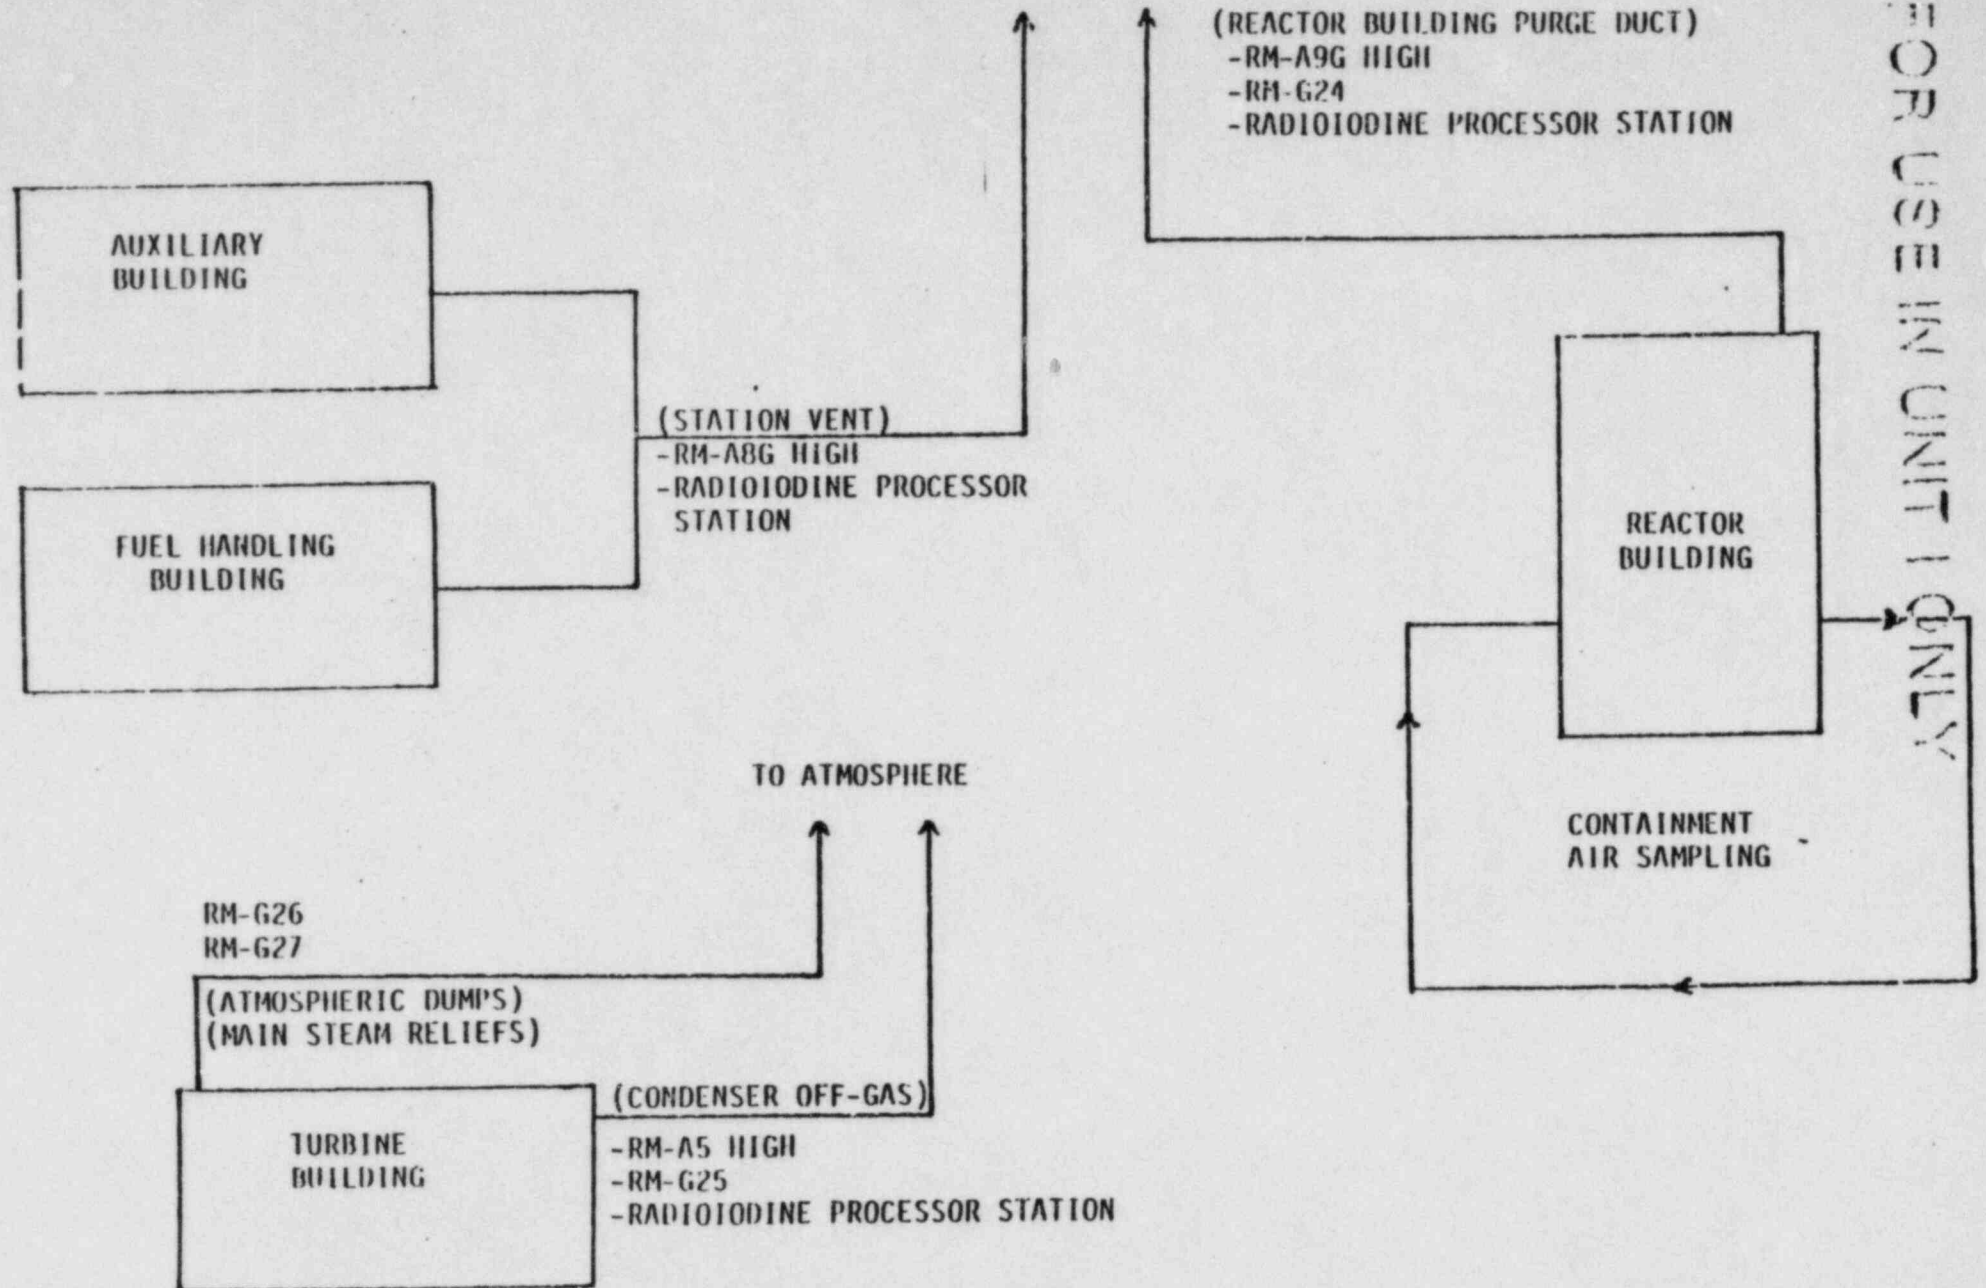 (REACTOR BUILDING PURGE DUCT)
-RM-A9G HIGH
-RM-G24
-RADIOIODINE PROCESSOR STATION
FOR USE IN UNIT I ONLY
AUXILIARY
BUILDING
(STATION VENT)
-RM-A8G HIGH
-RADIOIODINE PROCESSOR
STATION
FUEL HANDLING
BUILDING
REACTOR
BUILDING
TO ATMOSPHERE
CONTAINMENT
AIR SAMPLING
RM-G26
RM-G27
(ATMOSPHERIC DUMPS)
(MAIN STEAM RELIEFS)
(CONDENSER OFF-GAS)
-RM-A5 HIGH
-RM-G25
-RADIOIODINE PROCESSOR STATION
TURBINE
BUILDING